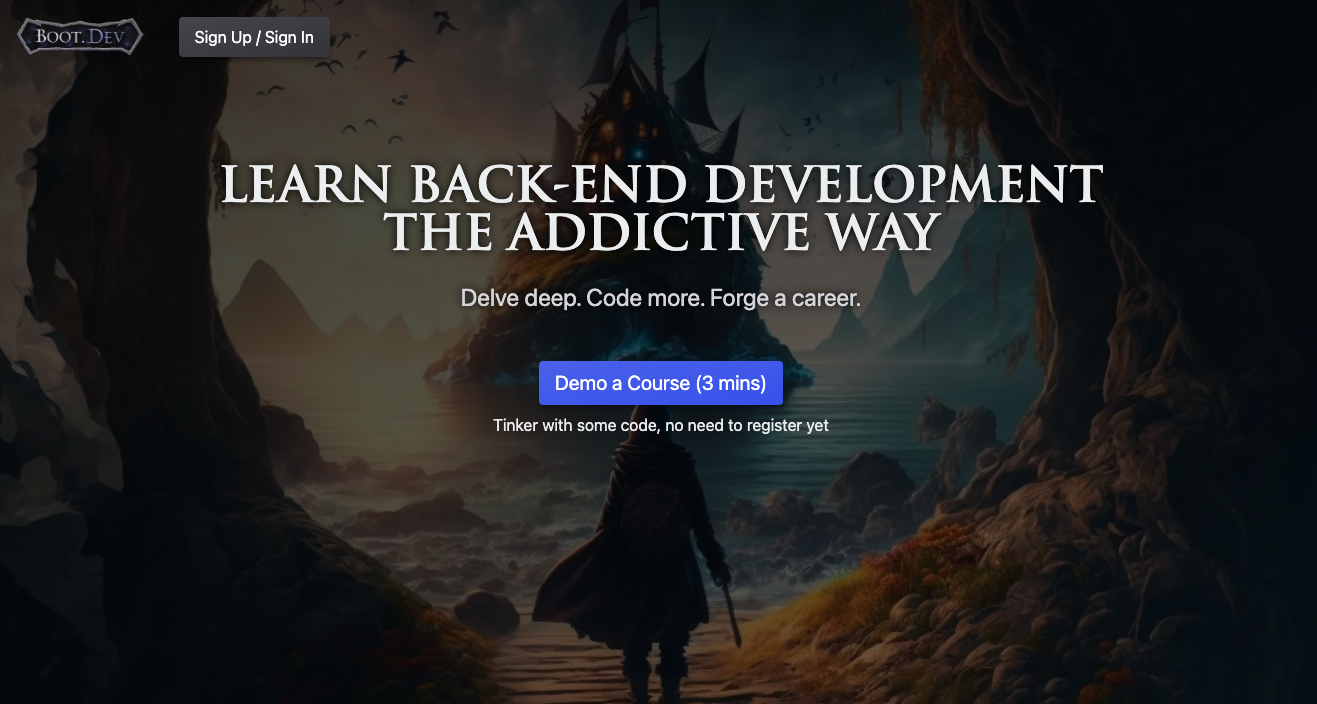 BOOT.DEV
Sign Up / Sign In
LEARN BACK-END DEVELOPMENT
THE ADDICTIVE WAY
Delve deep. Code more. Forge a career.
Demo a Course (3 mins)
Tinker with some code, no need to register yet